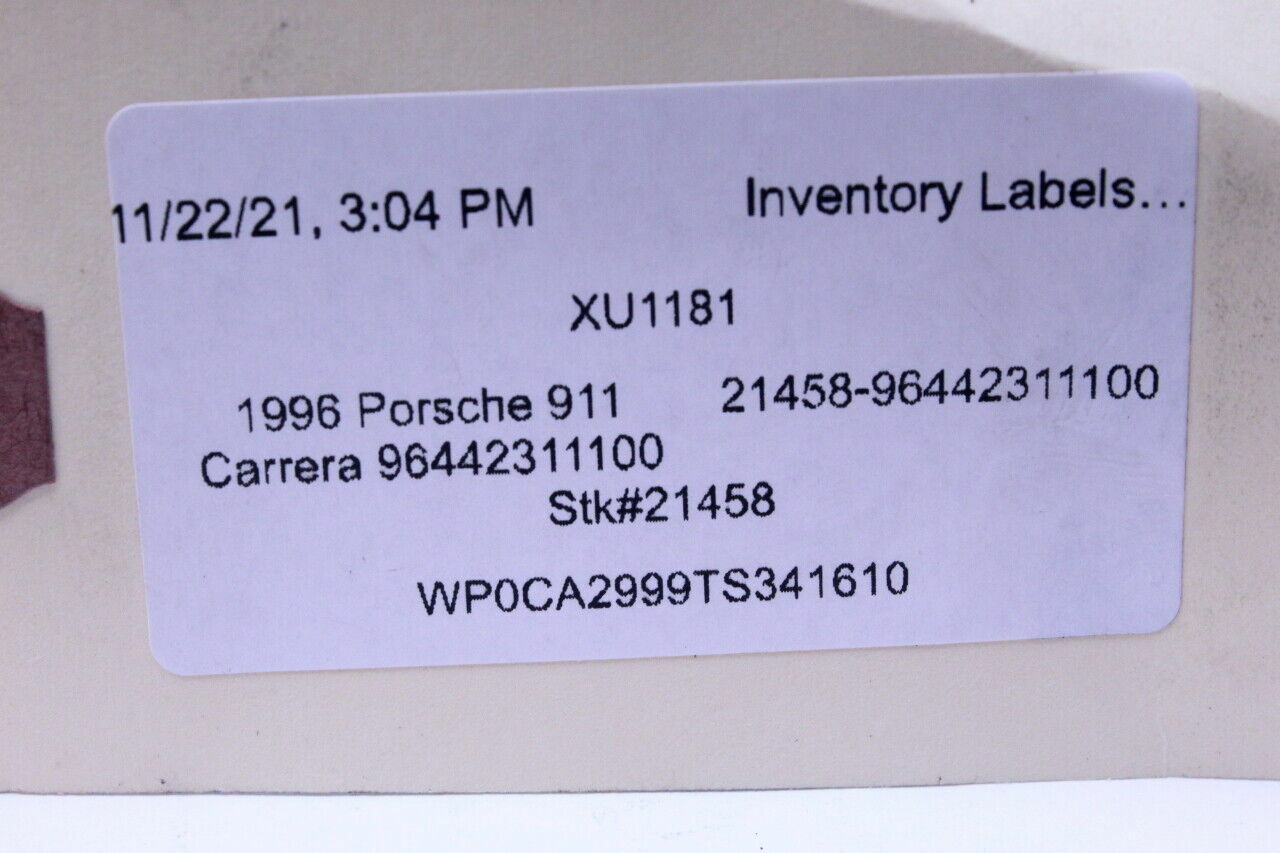 11/22/21, 3:04 PM Inventory Labels...
XU1181
1996 Porsche 911 21458-96442311100
Carrera 96442311100
Stk#21458
WP0CA2999TS341610